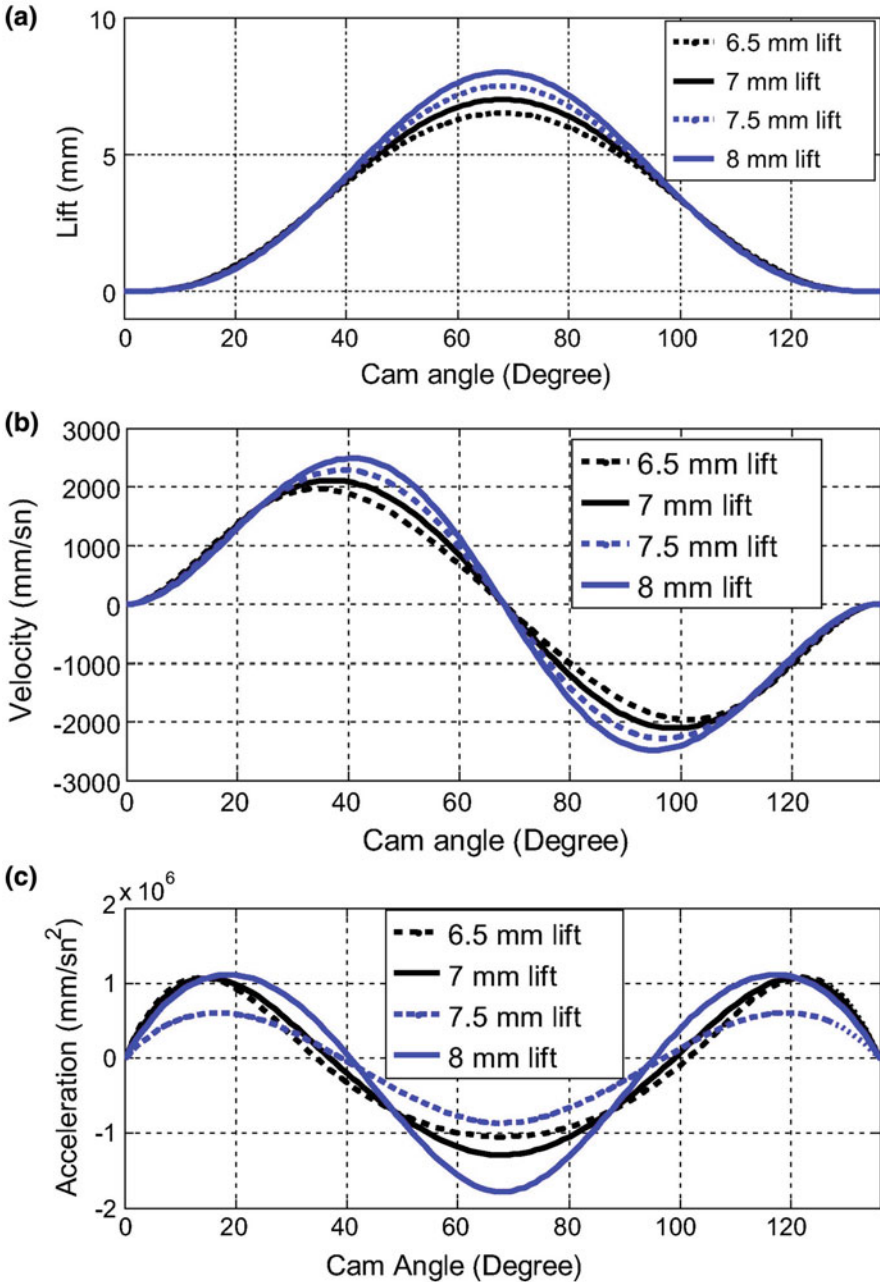 (a)
10
5
0
Lift (mm)
6.5 mm lift
7 mm lift
7.5 mm lift
8 mm lift
0 20 40 60 80 100 120
Cam angle (Degree)
(b)
3000
2000
1000
0
-1000
-2000
-3000
Velocity (mm/sn)
6.5 mm lift
7 mm lift
7.5 mm lift
8 mm lift
0 20 40 60 80 100 120
Cam angle (Degree)
(c)
2 x 10^6
1
0
-1
-2
Acceleration (mm/sn²)
6.5 mm lift
7 mm lift
7.5 mm lift
8 mm lift
0 20 40 60 80 100 120
Cam Angle (Degree)